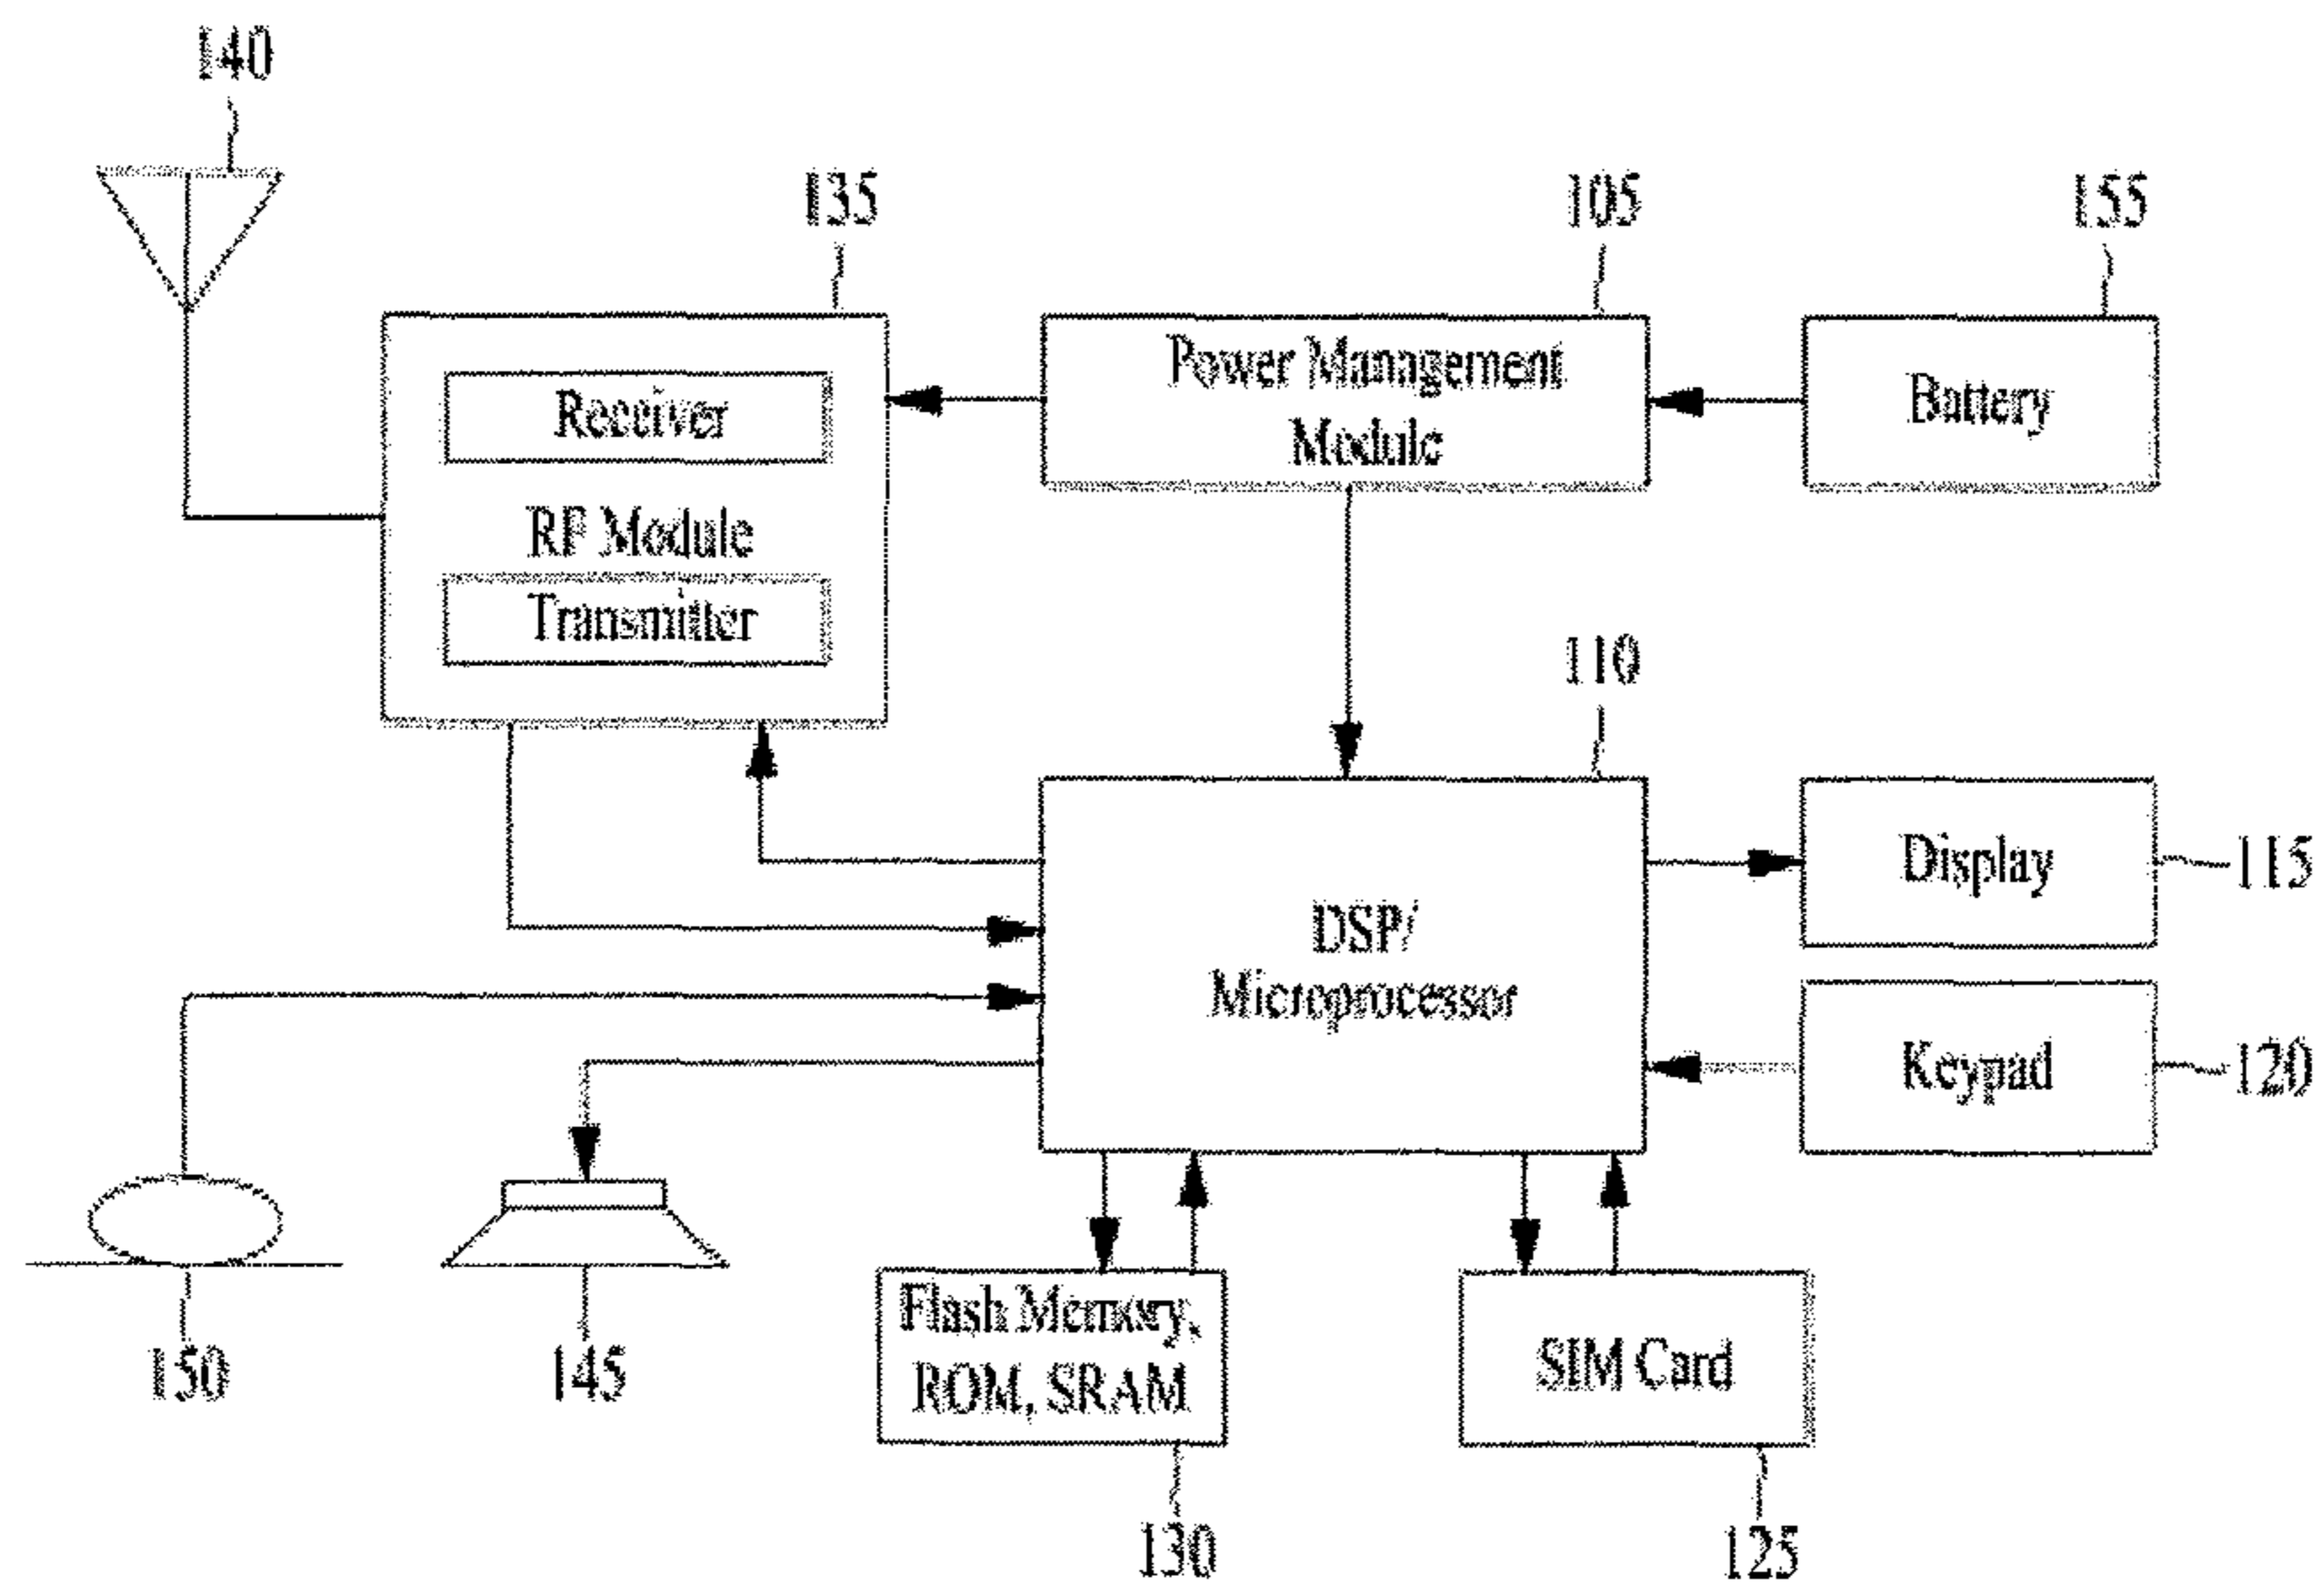 140
135
105
155
Receiver
RF Module
Transmitter
Power Management
Module
Battery
110
DSP/
Microprocessor
Display
115
Keypad
120
150
145
Flash Memory,
ROM, SRAM
SIM Card
130
125